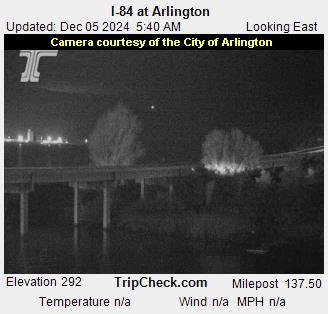 I-84 at Arlington
Updated: Dec 05 2024 5:40 AM Looking East
Camera courtesy of the City of Arlington
Elevation 292 TripCheck.com Milepost 137.50
Temperature n/a Wind n/a MPH n/a